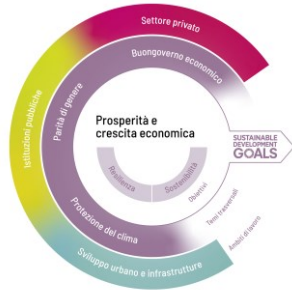 Settore privato
Buongoverno economico
Istituzioni pubbliche
Parità di genere
Prosperità e
crescita economica
SUSTAINABLE
DEVELOPMENT
GOALS
Resilienza
Sostenibilità
Obiettivi
Temi trasversali
Ambiti di lavoro
Protezione del clima
Sviluppo urbano e infrastrutture